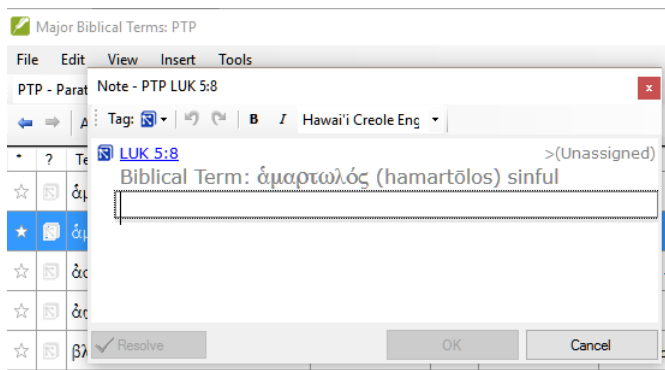 Major Biblical Terms: PTP
File Edit View Insert Tools
PTP - Parat
Note - PTP LUK 5:8
x
A
Tag:
B I Hawai'i Creole Eng
? Te
LUK 5:8 >(Unassigned)
Biblical Term: ἁμαρτωλός (hamartōlos) sinful
Resolve OK Cancel